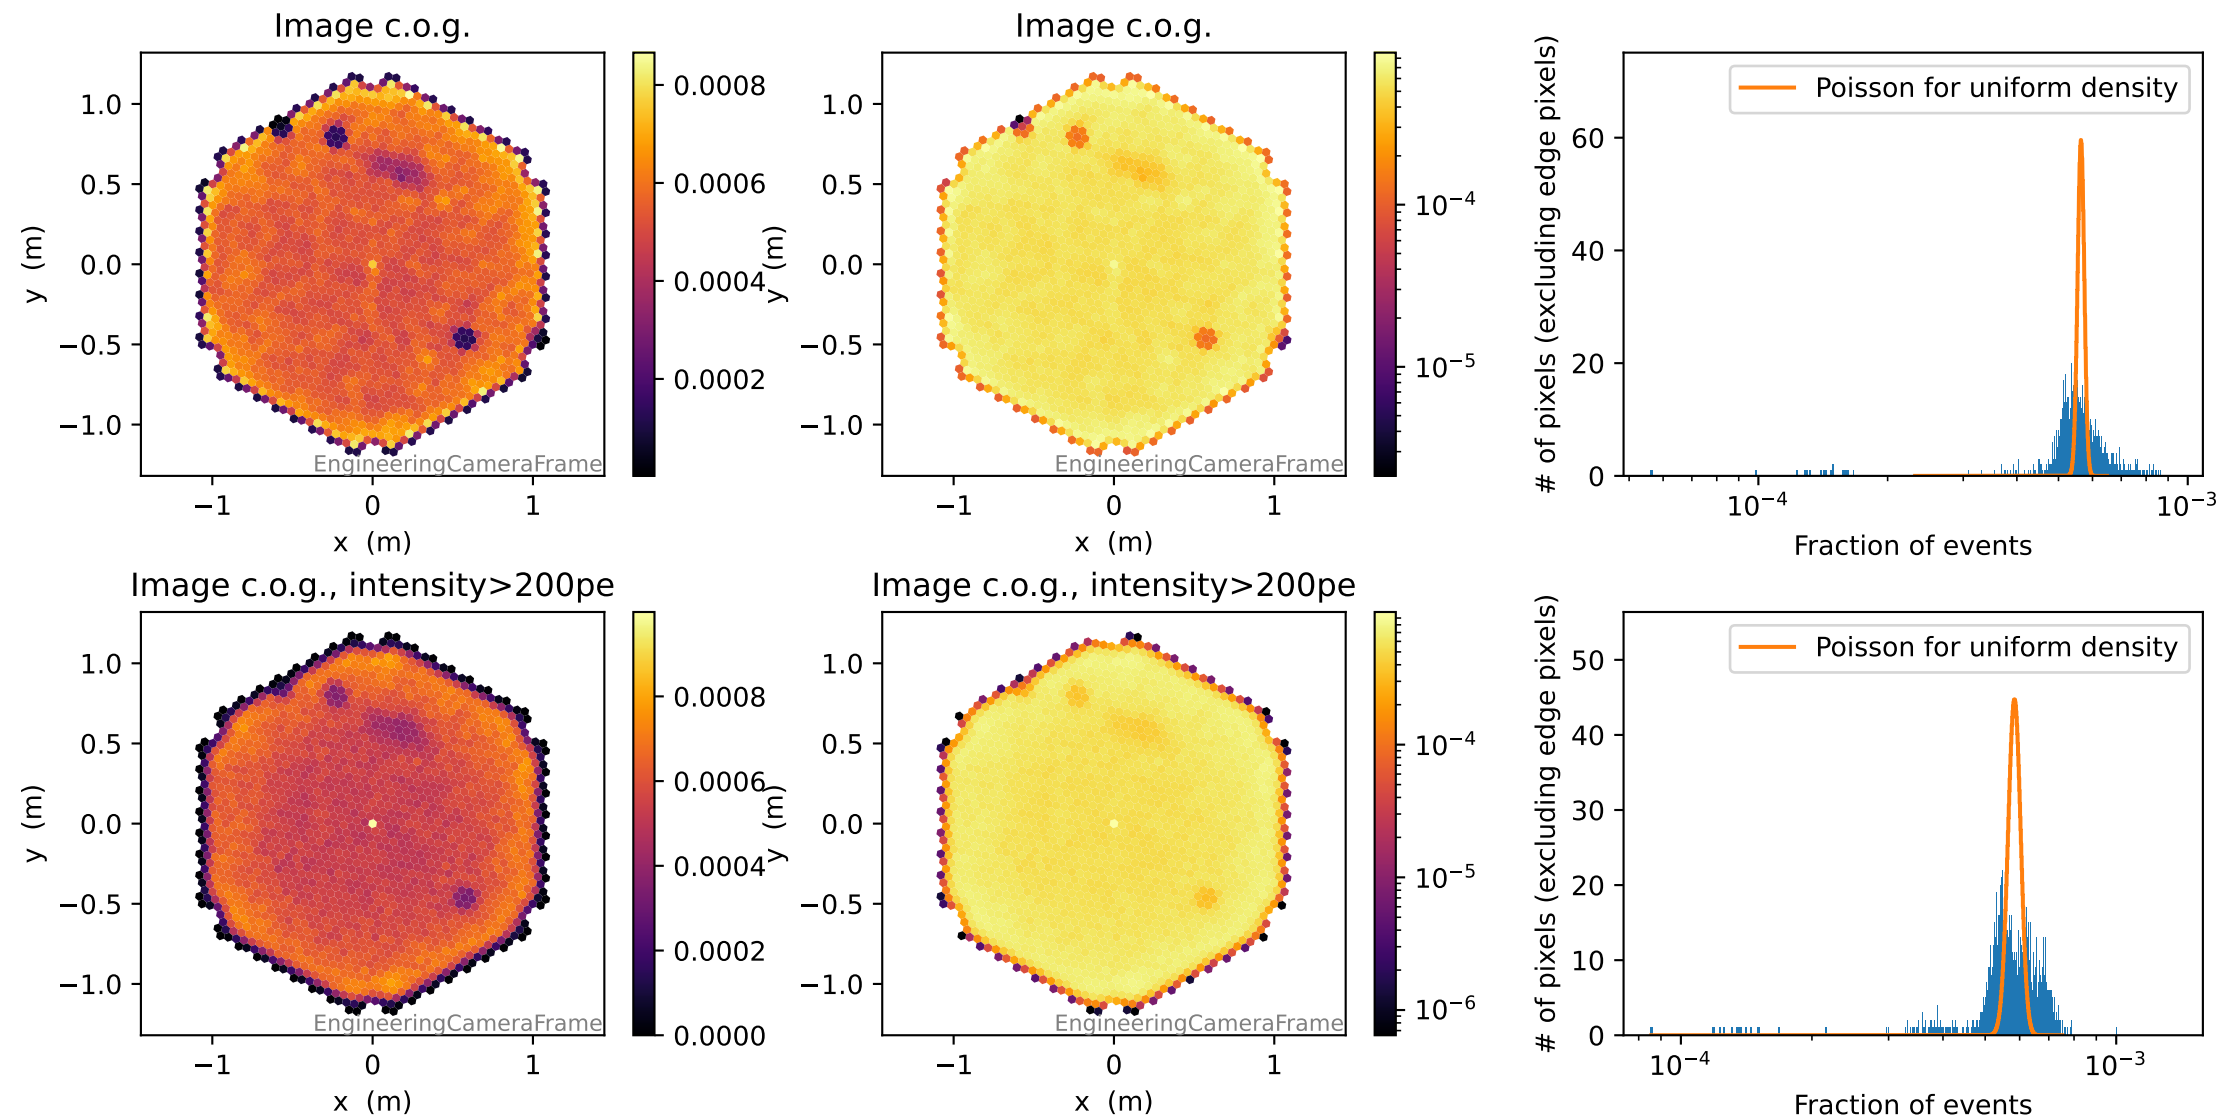 Image c.o.g.
1.0
0.5
0.0
−0.5
−1.0
y (m)
−1 0 1
x (m)
EngineeringCameraFrame
0.0008
0.0006
0.0004
0.0002
Image c.o.g.
1.0
0.5
0.0
−0.5
−1.0
y (m)
−1 0 1
x (m)
EngineeringCameraFrame
10⁻⁴
10⁻⁵
# of pixels (excluding edge pixels)
60
40
20
0
Poisson for uniform density
10⁻⁴ 10⁻³
Fraction of events
Image c.o.g., intensity>200pe
1.0
0.5
0.0
−0.5
−1.0
y (m)
−1 0 1
x (m)
EngineeringCameraFrame
0.0008
0.0006
0.0004
0.0002
0.0000
Image c.o.g., intensity>200pe
1.0
0.5
0.0
−0.5
−1.0
y (m)
−1 0 1
x (m)
EngineeringCameraFrame
10⁻⁴
10⁻⁵
10⁻⁶
# of pixels (excluding edge pixels)
50
40
30
20
10
0
Poisson for uniform density
10⁻⁴ 10⁻³
Fraction of events